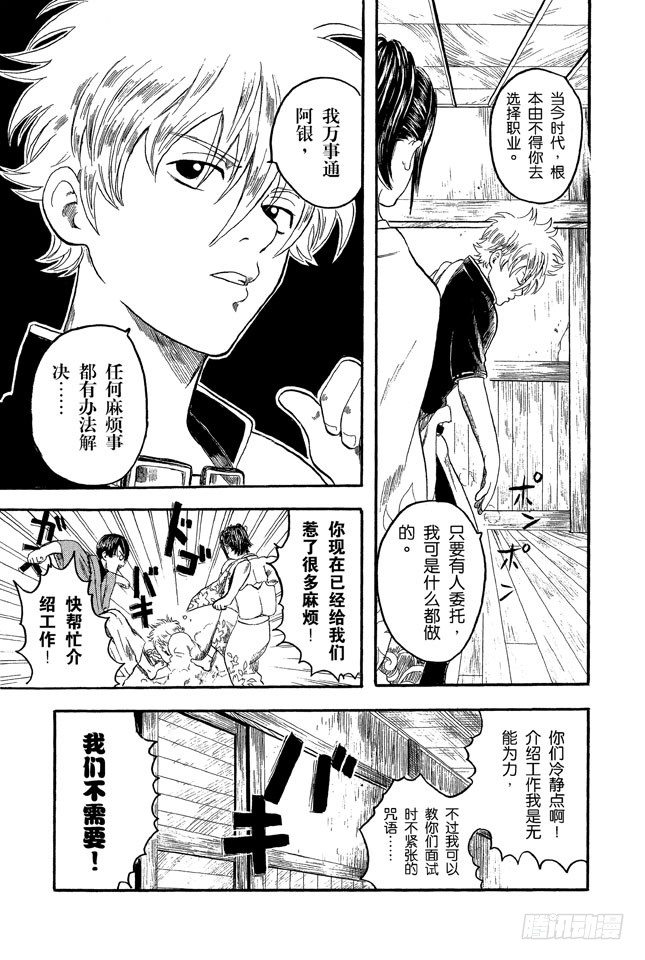 当今时代，根
本由不得你去
选择职业。
只要有人委托，
我可是什么都做
的。
ポン
ポン
我万事通
阿银，
任何麻烦事
都有办法解
决……
你现在已经给我们
惹了很多麻烦！
快帮忙介
绍工作！
ドゴ
ガッ
バキ
你们冷静点啊！
介绍工作我是无
能为力，
不过我可以
教你们面试
时不紧张的
咒语……
バキ
我们不需要！
腾讯动漫